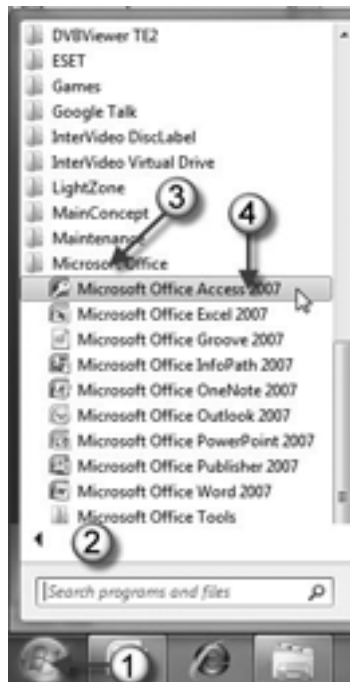 DVBViewer TE2
ESET
Games
Google Talk
InterVideo DiscLabel
InterVideo Virtual Drive
LightZone
MainConcept
3
4
Maintenance
Microsoft Office
Microsoft Office Access 2007
Microsoft Office Excel 2007
Microsoft Office Groove 2007
Microsoft Office InfoPath 2007
Microsoft Office OneNote 2007
Microsoft Office Outlook 2007
Microsoft Office PowerPoint 2007
Microsoft Office Publisher 2007
Microsoft Office Word 2007
Microsoft Office Tools
2
Search programs and files
1